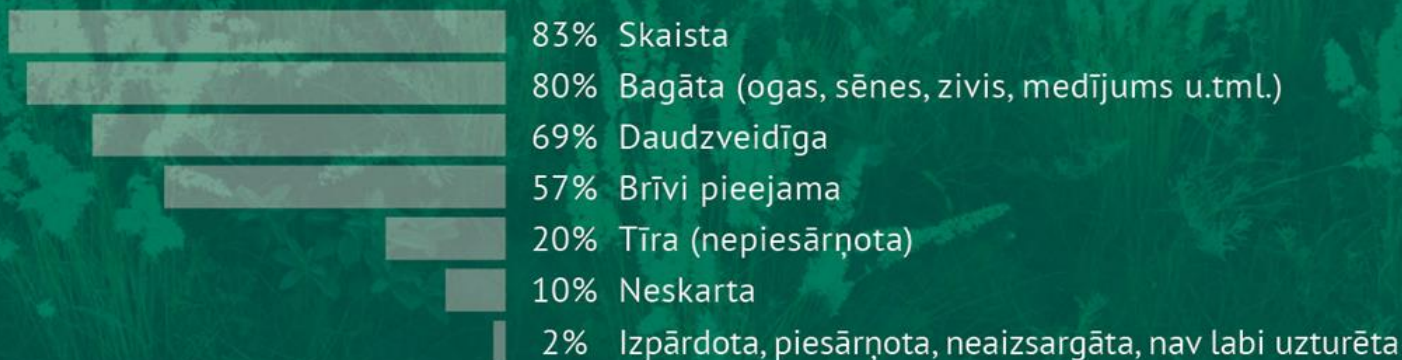 83% Skaista
80% Bagāta (ogas, sēnes, zivis, medījums u.tml.)
69% Daudzveidīga
57% Brīvi pieejama
20% Tīra (nepiesārņota)
10% Neskarta
2% Izpārdota, piesārņota, neaizsargāta, nav labi uzturēta